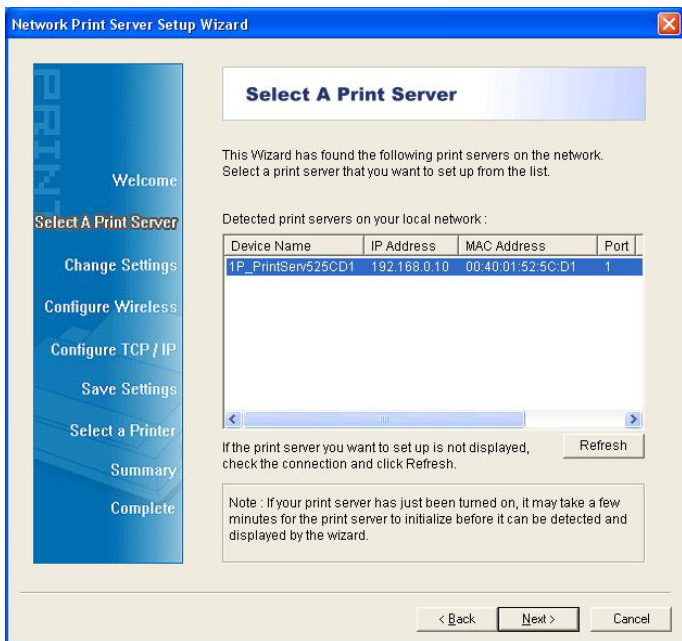 Network Print Server Setup Wizard
PRINT
Welcome
Select A Print Server
Change Settings
Configure Wireless
Configure TCP / IP
Save Settings
Select a Printer
Summary
Complete
Select A Print Server
This Wizard has found the following print servers on the network.
Select a print server that you want to set up from the list.
Detected print servers on your local network :
Device Name IP Address MAC Address Port
1P_PrintServ525CD1 192.168.0.10 00:40:01:52:5C:D1 1
If the print server you want to set up is not displayed,
check the connection and click Refresh.
Refresh
Note : If your print server has just been turned on, it may take a few
minutes for the print server to initialize before it can be detected and
displayed by the wizard.
< Back Next > Cancel